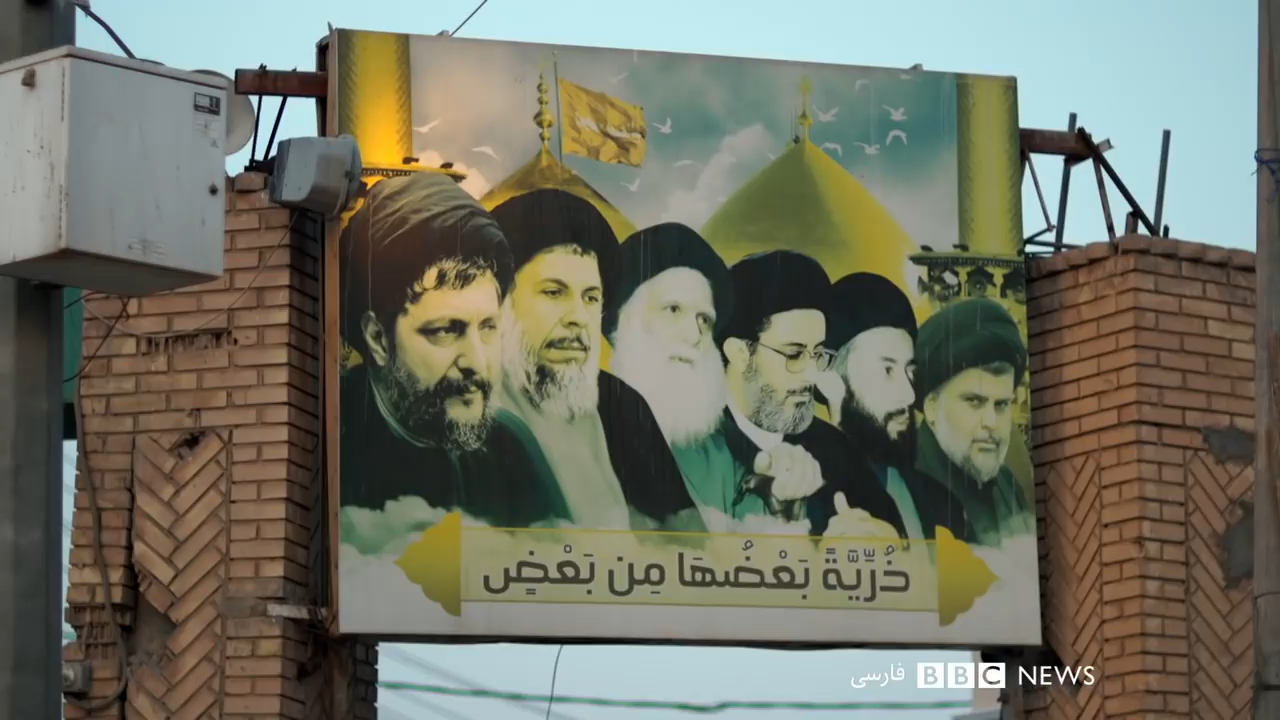 ذُرِّيَّةً بَعْضُهَا مِن بَعْضٍ
BBC NEWS فارسی